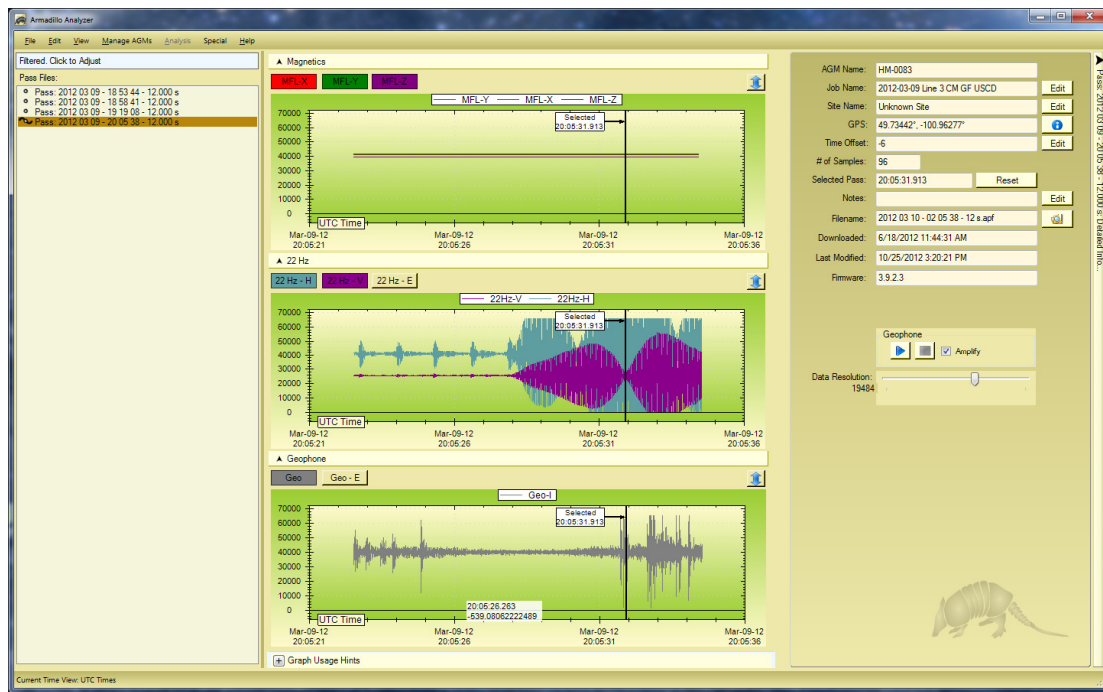 Armadillo Analyzer
File Edit View Manage AGMs Analysis Special Help
Filtered. Click to Adjust
Pass Files:
Pass: 2012 03 09 - 18 53 44 - 12.000 s
Pass: 2012 03 09 - 18 58 41 - 12.000 s
Pass: 2012 03 09 - 19 19 08 - 12.000 s
Pass: 2012 03 09 - 20 05 38 - 12.000 s
Magnetics
MFL-X MFL-Y MFL-Z
MFL-Y MFL-X MFL-Z
Selected
20:05:31.913
70000
60000
50000
40000
30000
20000
10000
0
UTC Time
Mar-09-12 Mar-09-12 Mar-09-12 Mar-09-12
20:05:21 20:05:26 20:05:31 20:05:36
22 Hz
22 Hz - H 22 Hz - V 22 Hz - E
22Hz-V 22Hz-H
Selected
20:05:31.913
70000
60000
50000
40000
30000
20000
10000
0
UTC Time
Mar-09-12 Mar-09-12 Mar-09-12 Mar-09-12
20:05:21 20:05:26 20:05:31 20:05:36
Geophone
Geo Geo - E
Geo-I
Selected
20:05:31.913
70000
60000
50000
40000
30000
20000
10000
0
20:05:26.263
-539.08062222489
UTC Time
Mar-09-12 Mar-09-12 Mar-09-12 Mar-09-12
20:05:21 20:05:26 20:05:31 20:05:36
Graph Usage Hints
AGM Name: HM-0083
Job Name: 2012-03-09 Line 3 CM GF USCD Edit
Site Name: Unknown Site Edit
GPS: 49.73442°, -100.96277°
Time Offset: -6 Edit
# of Samples: 96
Selected Pass: 20:05:31.913 Reset
Notes: Edit
Filename: 2012 03 10 - 02 05 38 - 12 s.apf
Downloaded: 6/18/2012 11:44:31 AM
Last Modified: 10/25/2012 3:20:21 PM
Firmware: 3.9.2.3
Geophone
Amplify
Data Resolution:
19484
Pass: 2012 03 09 - 20 05 38 - 12.000 s: Detailed Info...
Current Time View: UTC Times